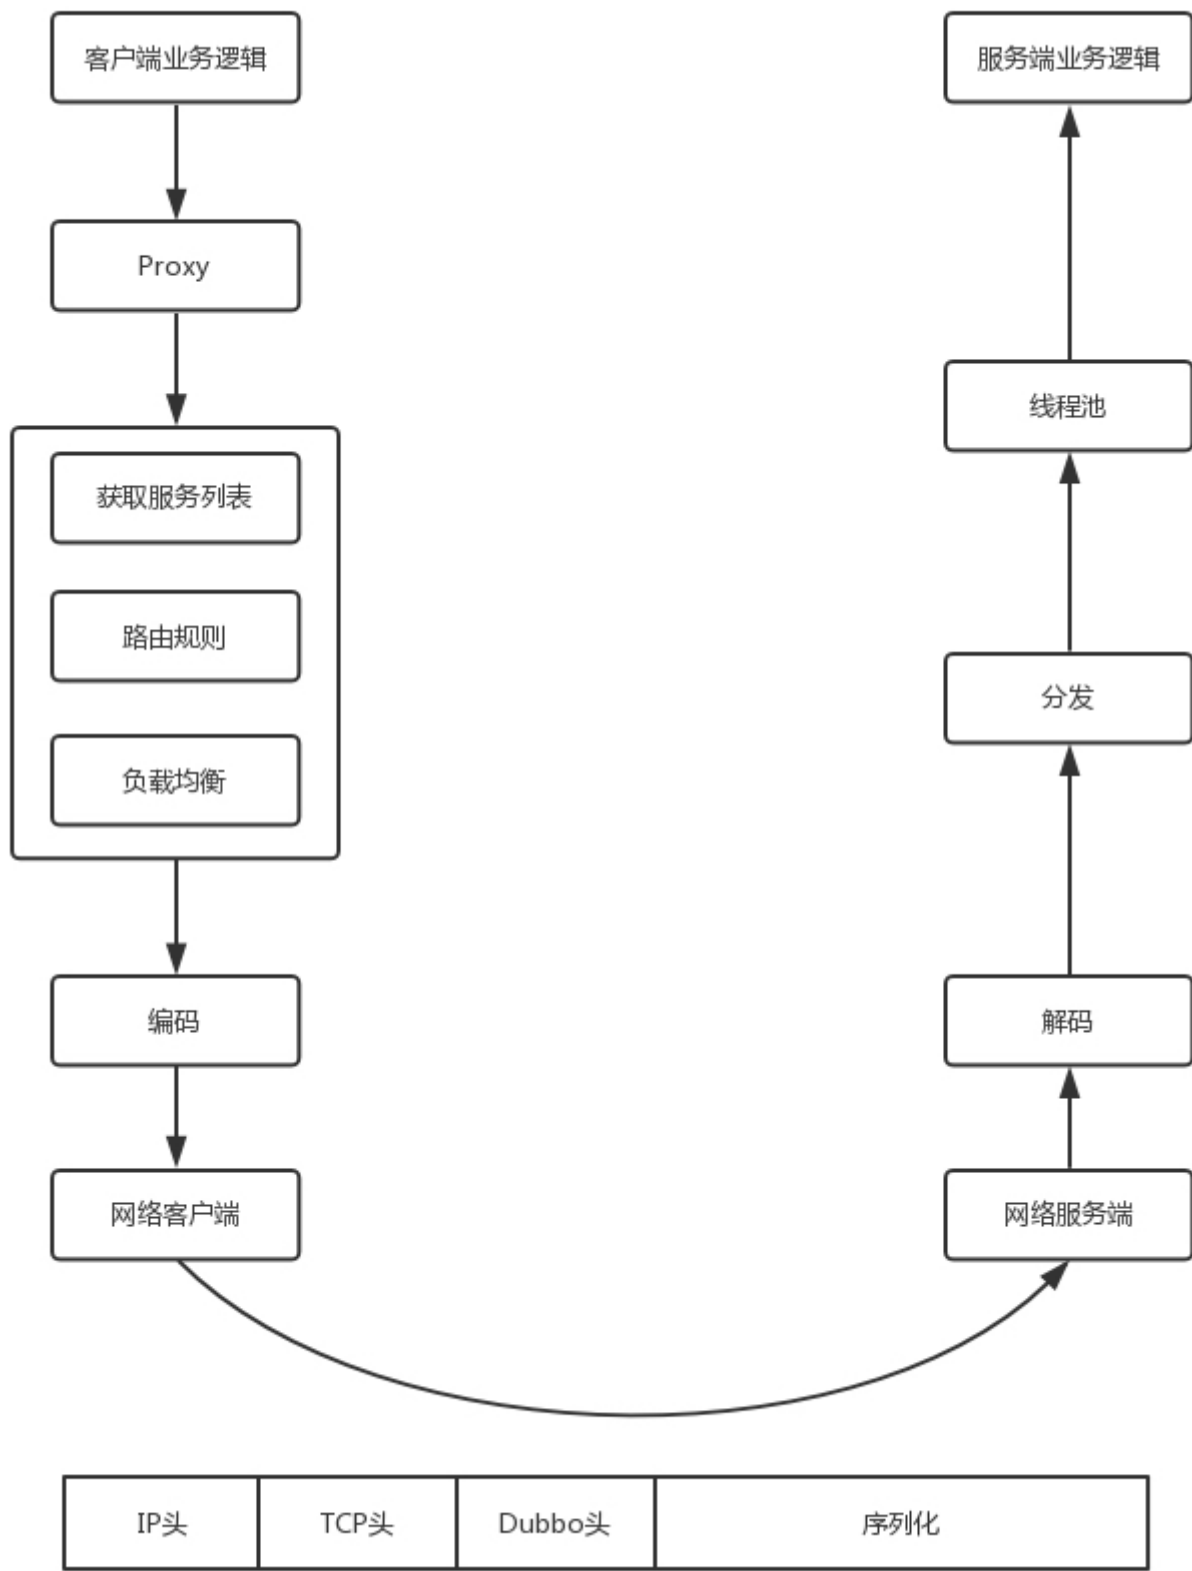 客户端业务逻辑
Proxy
获取服务列表
路由规则
负载均衡
编码
网络客户端
服务端业务逻辑
线程池
分发
解码
网络服务端
IP头
TCP头
Dubbo头
序列化